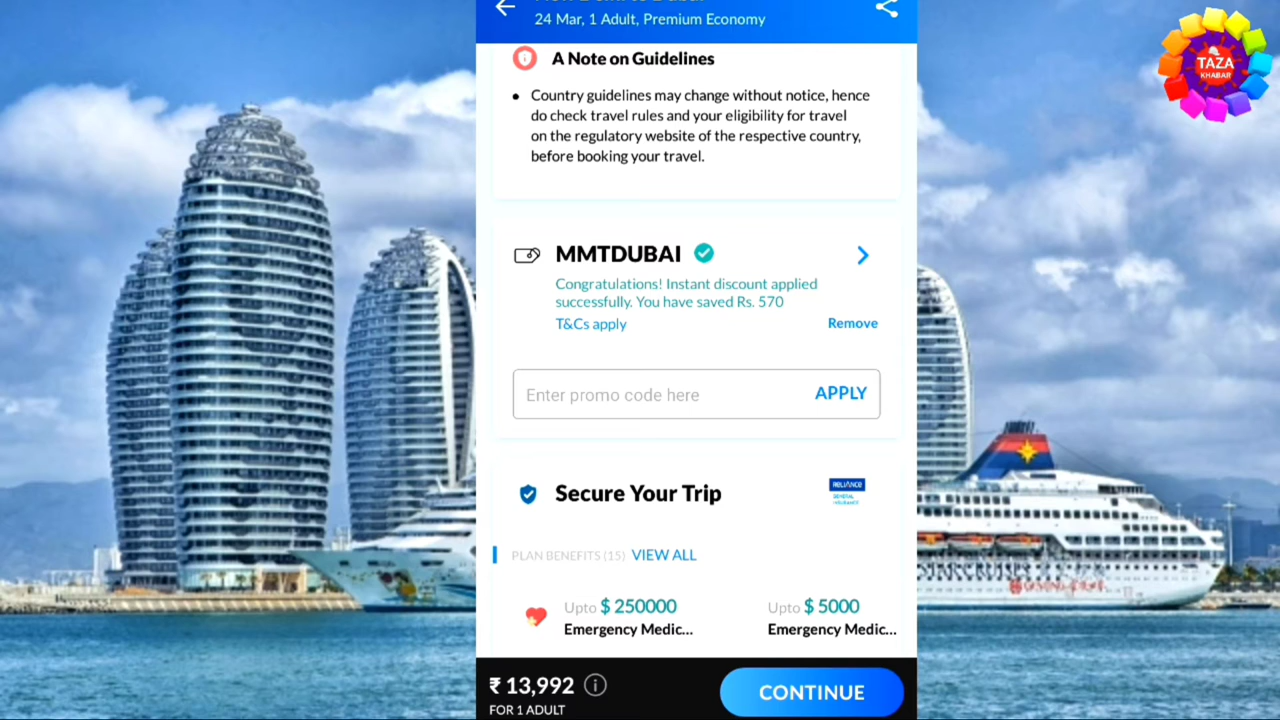 24 Mar, 1 Adult, Premium Economy
TAZA
KHABAR
A Note on Guidelines
• Country guidelines may change without notice, hence
do check travel rules and your eligibility for travel
on the regulatory website of the respective country,
before booking your travel.
MMTDUBAI
Congratulations! Instant discount applied
successfully. You have saved Rs. 570
T&Cs apply
Remove
Enter promo code here
APPLY
Secure Your Trip
RELIANCE
GENERAL
INSURANCE
PLAN BENEFITS (15) VIEW ALL
Upto $ 250000
Emergency Medic...
Upto $ 5000
Emergency Medic...
₹ 13,992
FOR 1 ADULT
CONTINUE